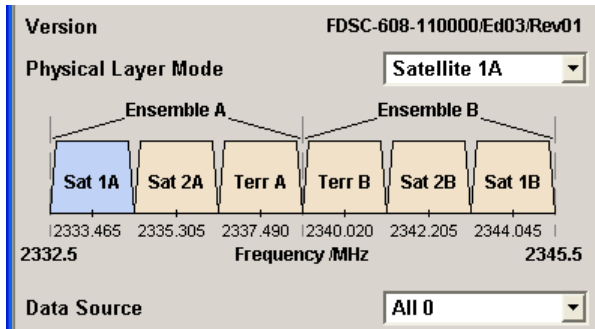 Version FDSC-608-110000/Ed03/Rev01
Physical Layer Mode Satellite 1A
Ensemble A Ensemble B
Sat 1A Sat 2A Terr A Terr B Sat 2B Sat 1B
2333.465 2335.305 2337.490 2340.020 2342.205 2344.045
2332.5 Frequency /MHz 2345.5
Data Source All 0